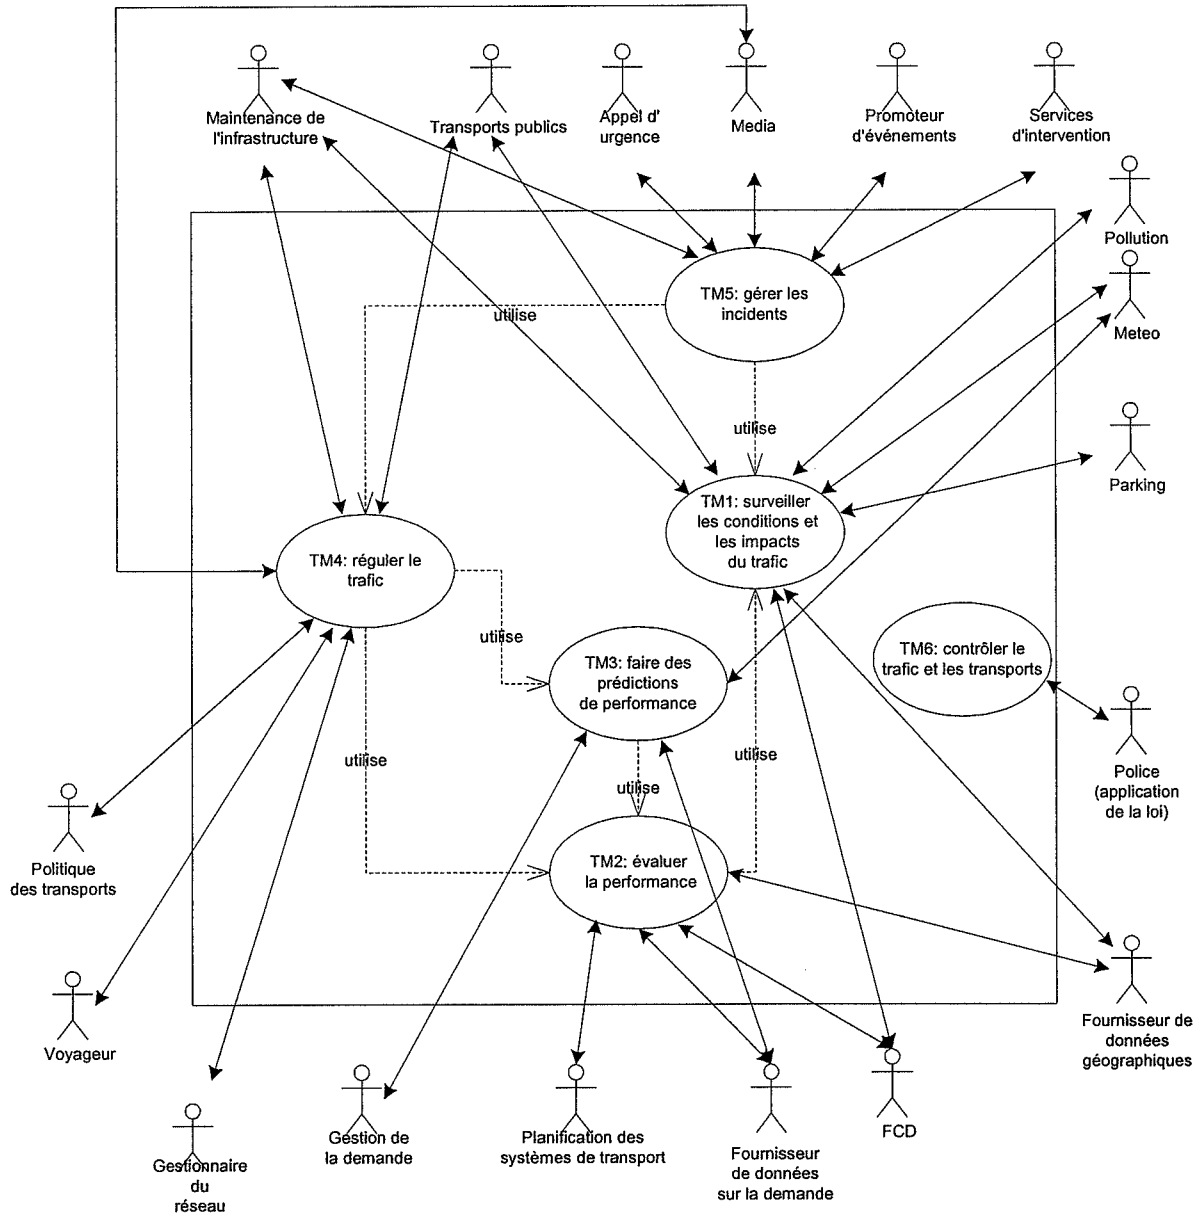 Maintenance de
l'infrastructure
Transports publics
Appel d'
urgence
Media
Promoteur
d'événements
Services
d'intervention
Pollution
Meteo
Parking
TM5: gérer les
incidents
utilise
utilise
TM1: surveiller
les conditions et
les impacts
du trafic
TM4: réguler le
trafic
utilise
TM3: faire des
prédictions
de performance
TM6: contrôler le
trafic et les transports
utilise
utilise
utilise
Police
(application
de la loi)
TM2: évaluer
la performance
Politique
des transports
Voyageur
Fournisseur de
données
géographiques
Gestionnaire
du
réseau
Gestion de
la demande
Planification des
systèmes de transport
Fournisseur
de données
sur la demande
FCD